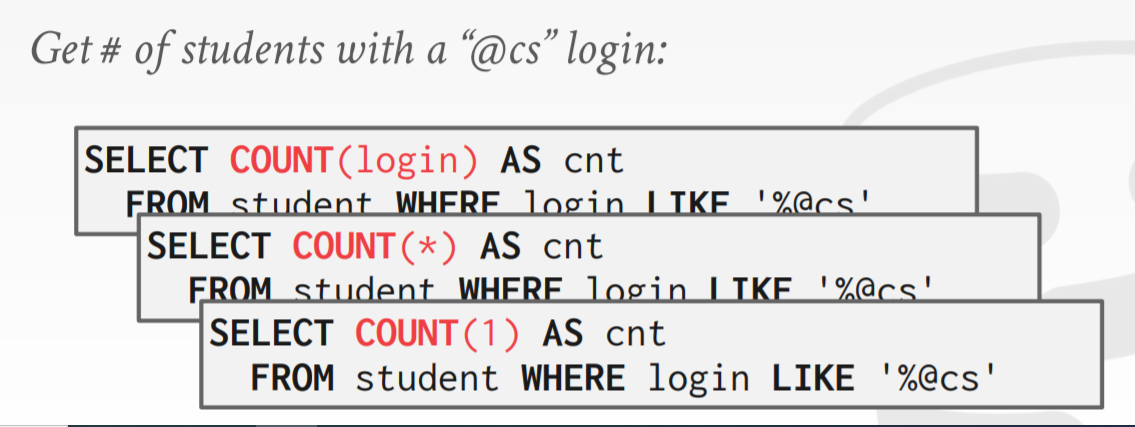 Get # of students with a “@cs” login:
SELECT COUNT(login) AS cnt
FROM student WHERE login LIKE '%@cs'
SELECT COUNT(*) AS cnt
FROM student WHERE login LIKE '%@cs'
SELECT COUNT(1) AS cnt
FROM student WHERE login LIKE '%@cs'